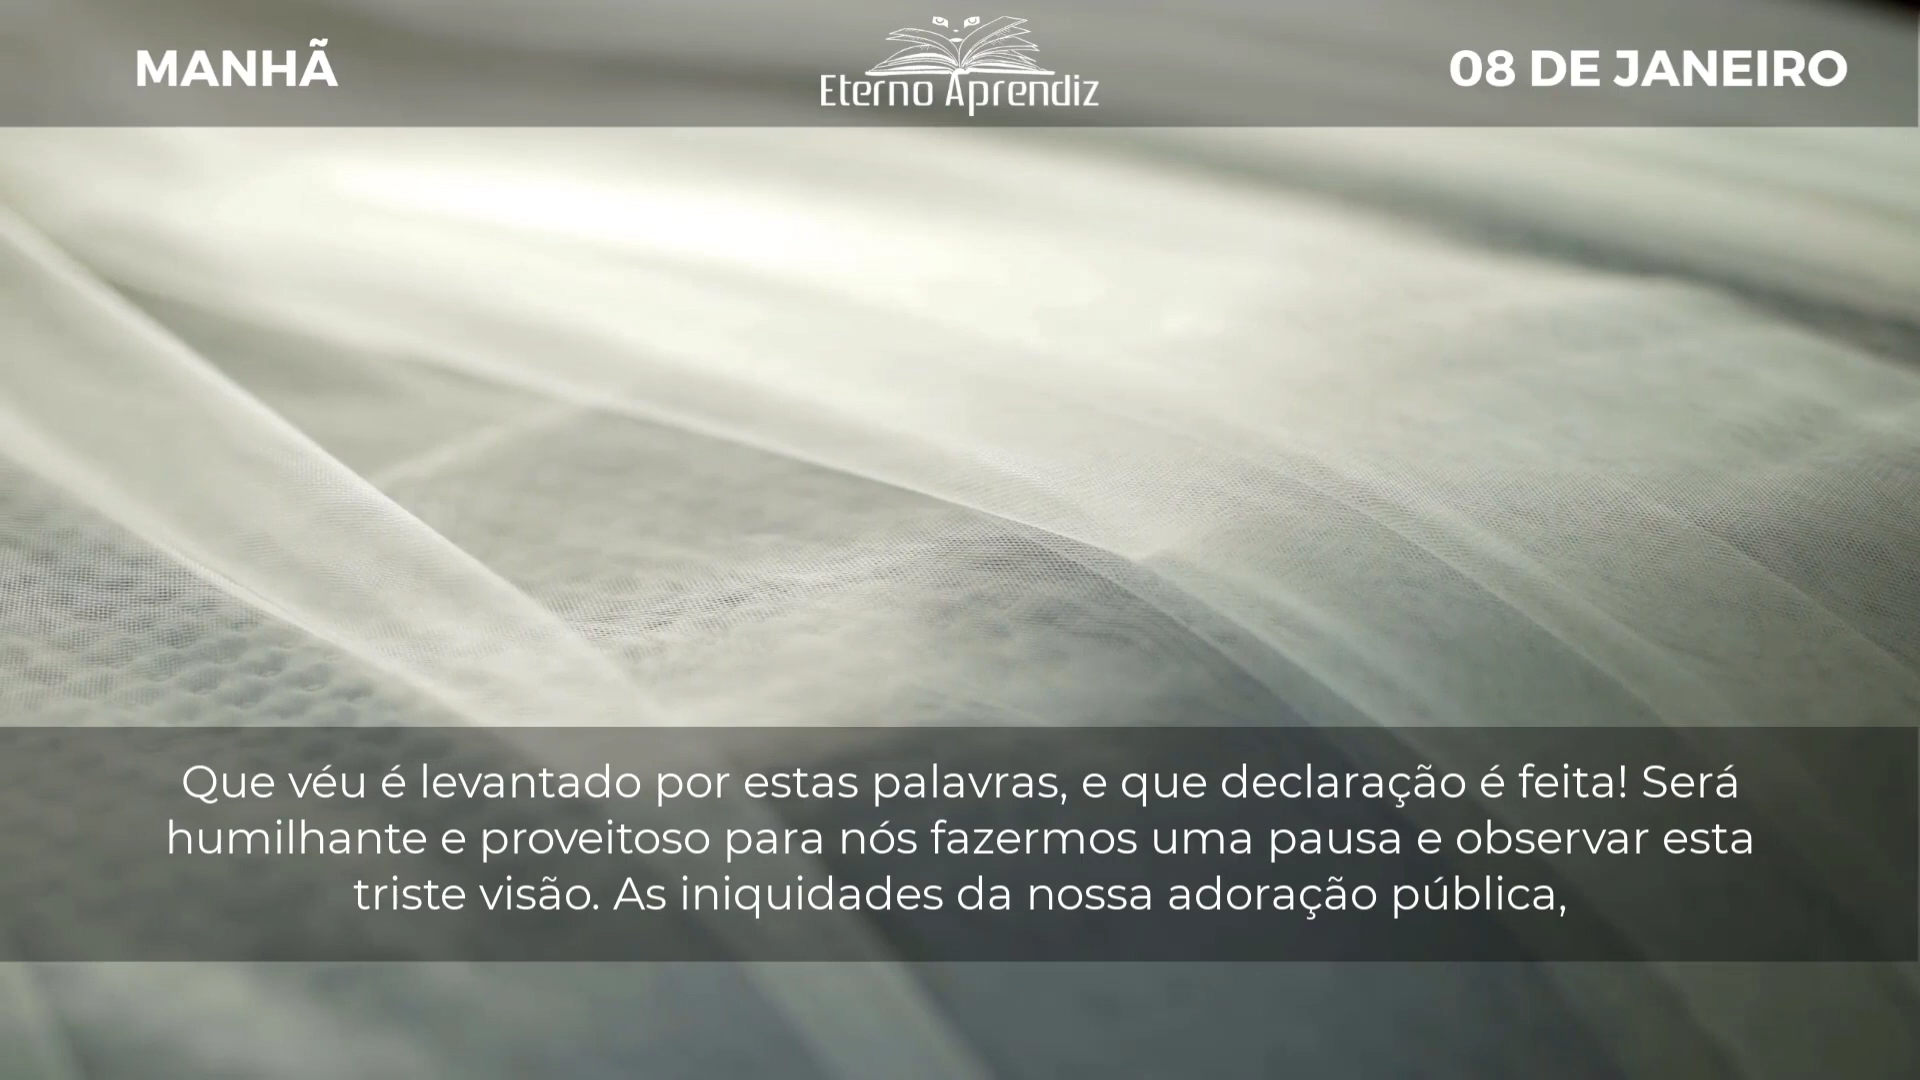 MANHÃ
Eterno Aprendiz
08 DE JANEIRO
Que véu é levantado por estas palavras, e que declaração é feita! Será
humilhante e proveitoso para nós fazermos uma pausa e observar esta
triste visão. As iniquidades da nossa adoração pública,